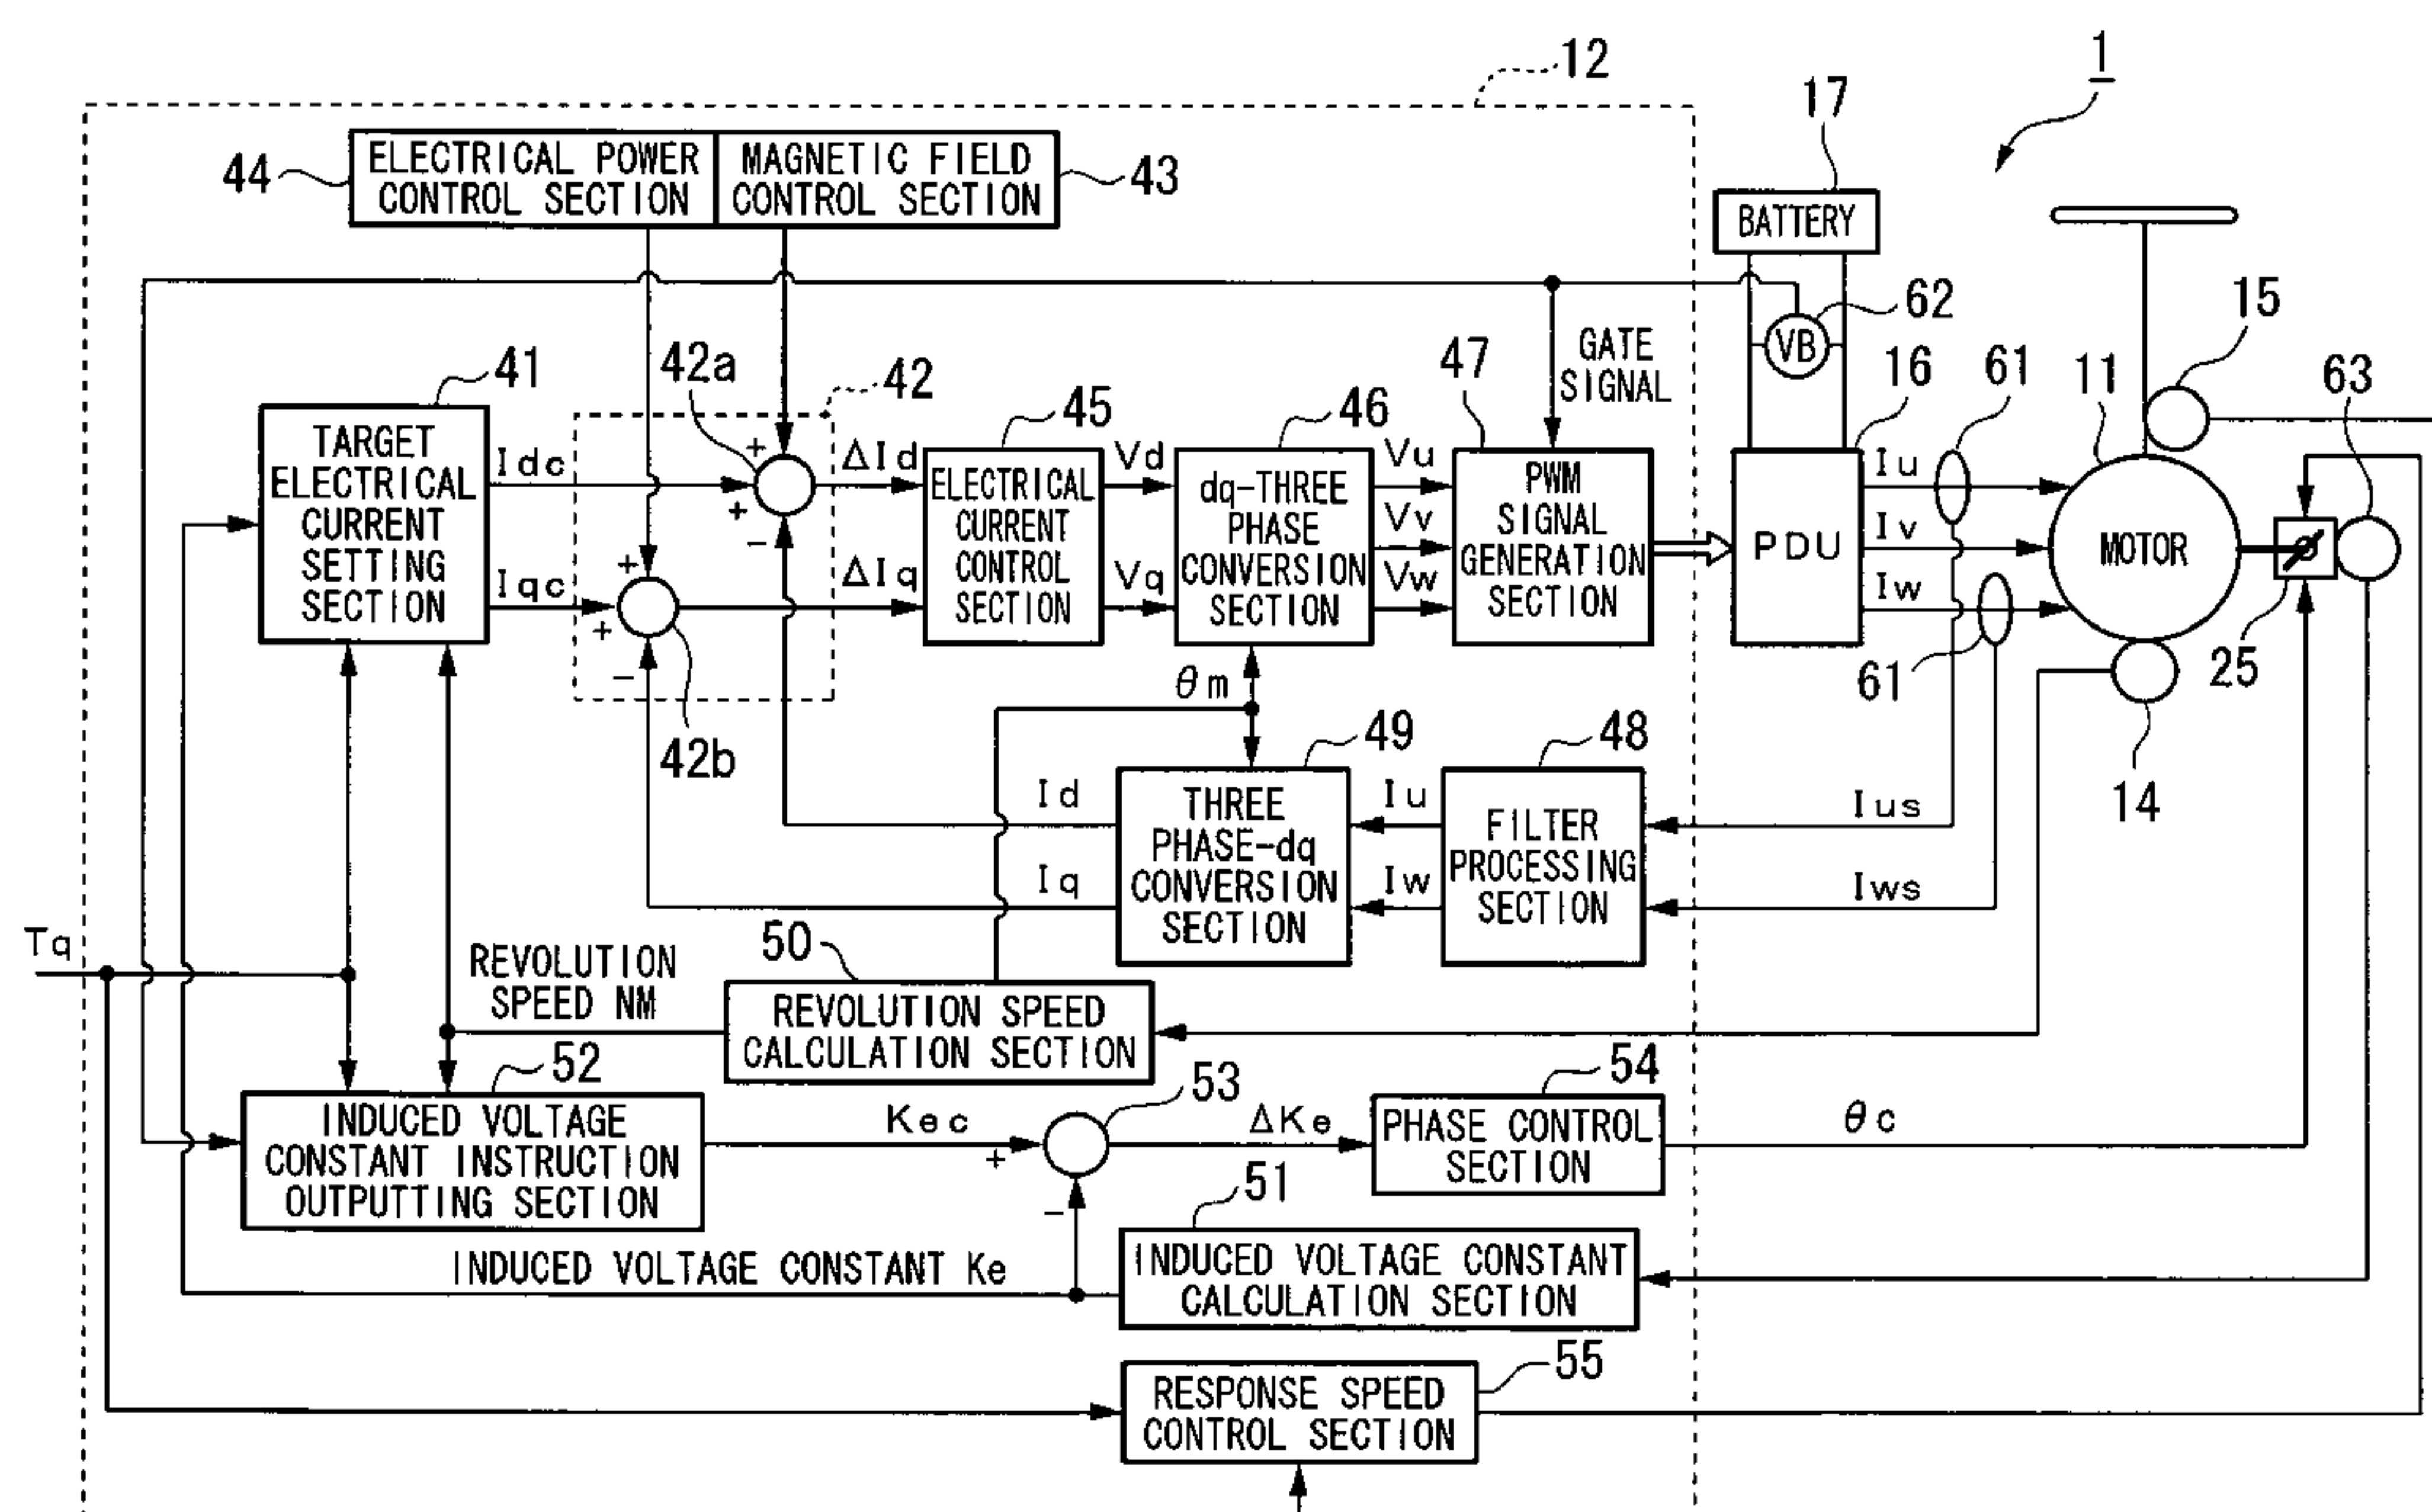 12
1
17
44
ELECTRICAL POWER
CONTROL SECTION
MAGNETIC FIELD
CONTROL SECTION
43
BATTERY
62
VB
15
GATE
SIGNAL
41
42a
42
45
46
47
16
61
11
63
TARGET
ELECTRICAL
CURRENT
SETTING
SECTION
Idc
Iqc
+
+
-
+
+
-
ΔId
ΔIq
ELECTRICAL
CURRENT
CONTROL
SECTION
Vd
Vq
dq-THREE
PHASE
CONVERSION
SECTION
Vu
Vv
Vw
PWM
SIGNAL
GENERATION
SECTION
PDU
Iu
Iv
Iw
MOTOR
61
25
14
42b
θm
49
48
Id
Iq
THREE
PHASE-dq
CONVERSION
SECTION
Iu
Iw
FILTER
PROCESSING
SECTION
Ius
Iws
Tq
REVOLUTION
SPEED NM
50
REVOLUTION SPEED
CALCULATION SECTION
52
INDUCED VOLTAGE
CONSTANT INSTRUCTION
OUTPUTTING SECTION
Kec
+
-
53
ΔKe
54
PHASE CONTROL
SECTION
θc
51
INDUCED VOLTAGE CONSTANT Ke
INDUCED VOLTAGE CONSTANT
CALCULATION SECTION
55
RESPONSE SPEED
CONTROL SECTION